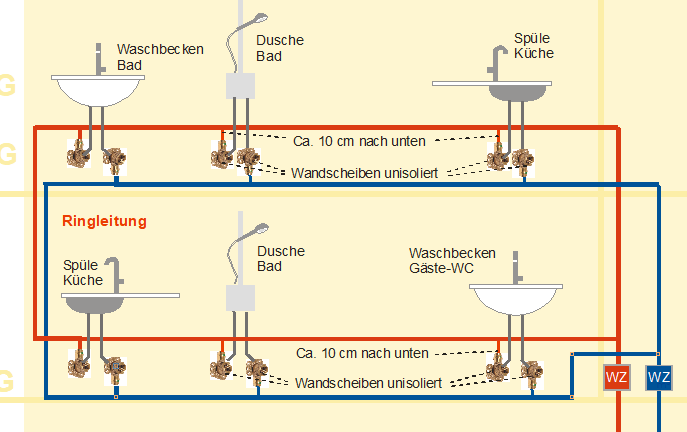 Waschbecken
Bad
Dusche
Bad
Spüle
Küche
G
G
Ca. 10 cm nach unten
Wandscheiben unisoliert
Ringleitung
Spüle
Küche
Dusche
Bad
Waschbecken
Gäste-WC
Ca. 10 cm nach unten
Wandscheiben unisoliert
G
WZ
WZ